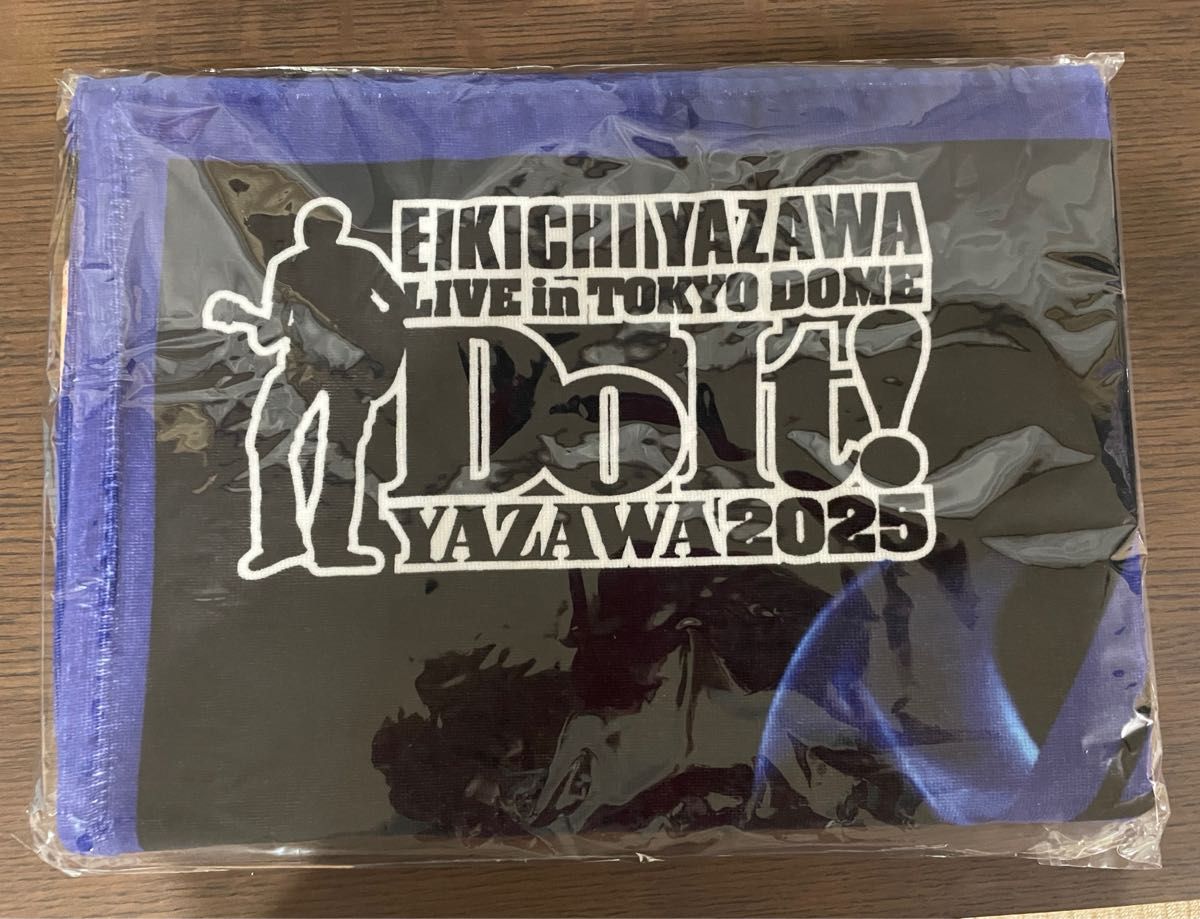 EIKICHI YAZAWA
LIVE in TOKYO DOME
Do It!
YAZAWA 2025